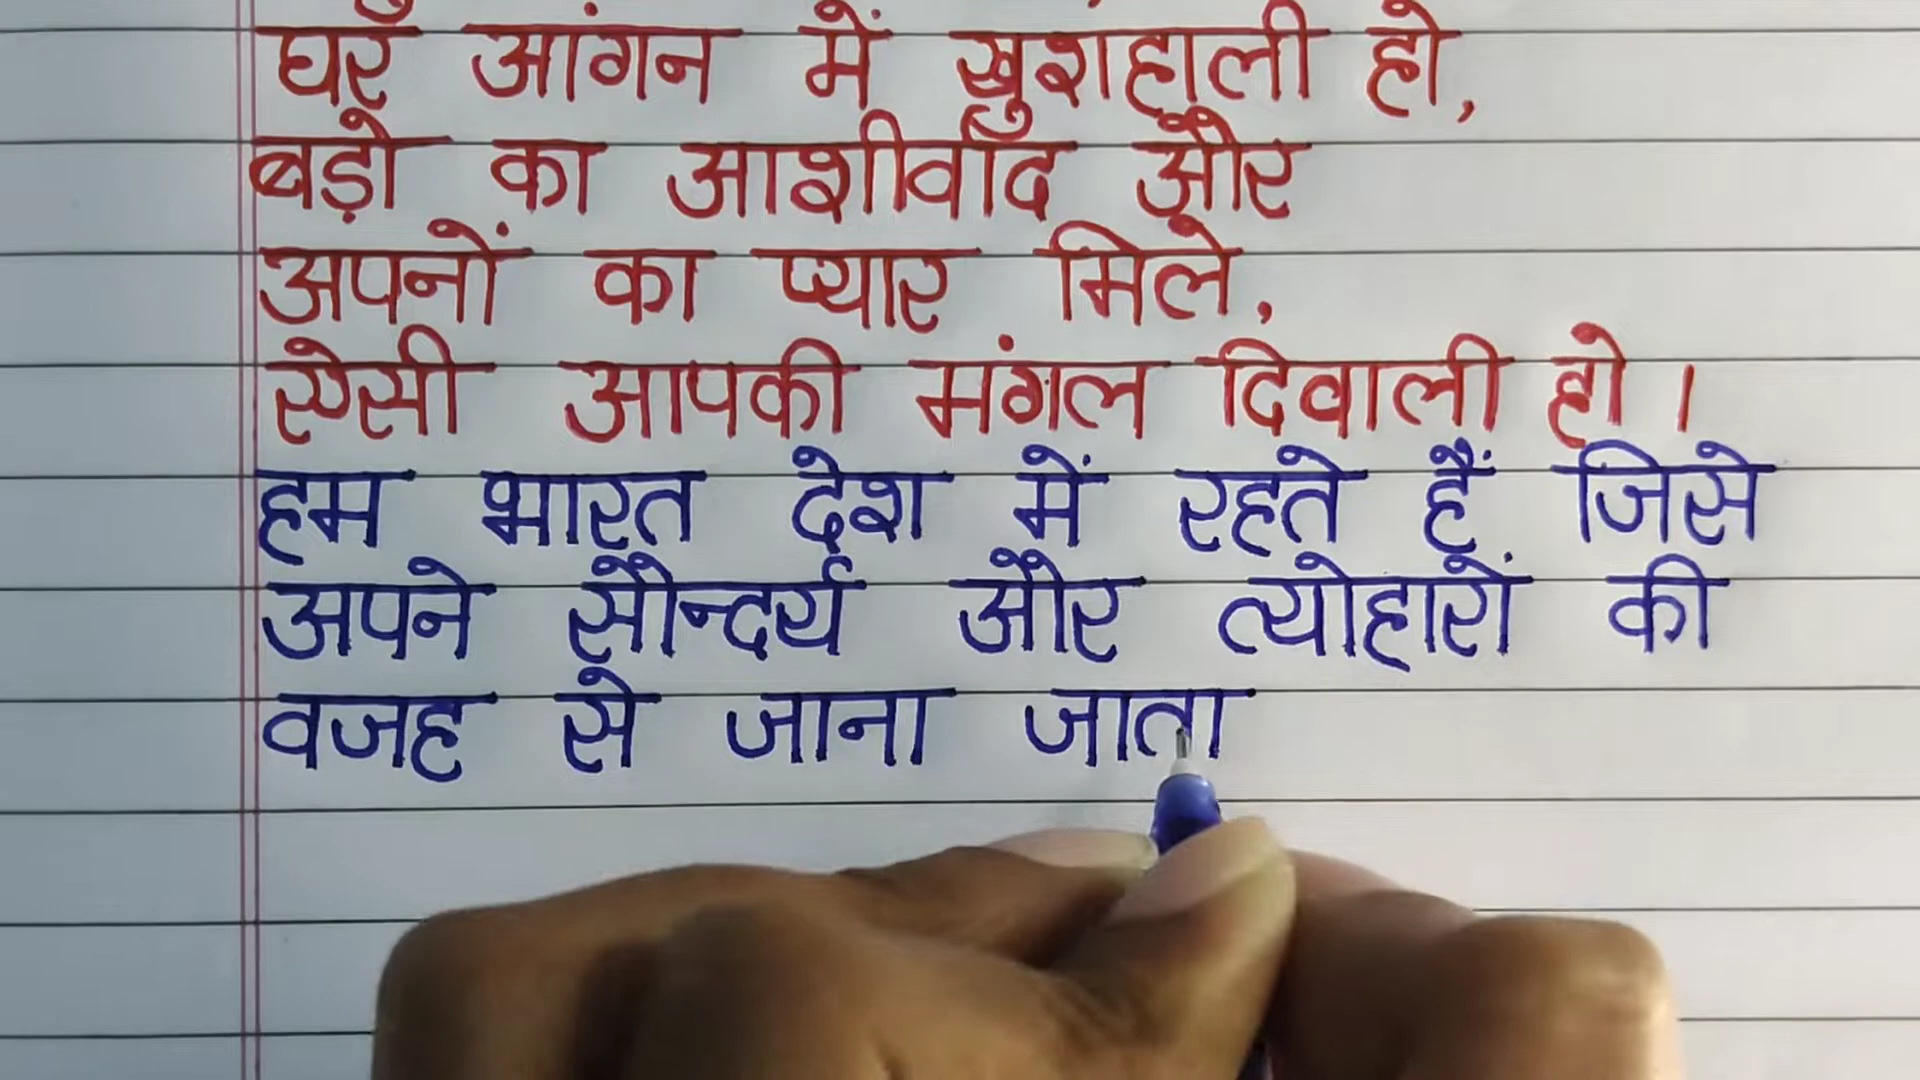 घर आंगन में खुशहाली हो,
बड़ो का आशीर्वाद और
अपनों का प्यार मिले,
ऐसी आपकी मंगल दिवाली हो।
हम भारत देश में रहते हैं जिसे
अपने सौन्दर्य और त्योहारों की
वजह से जाना जाता